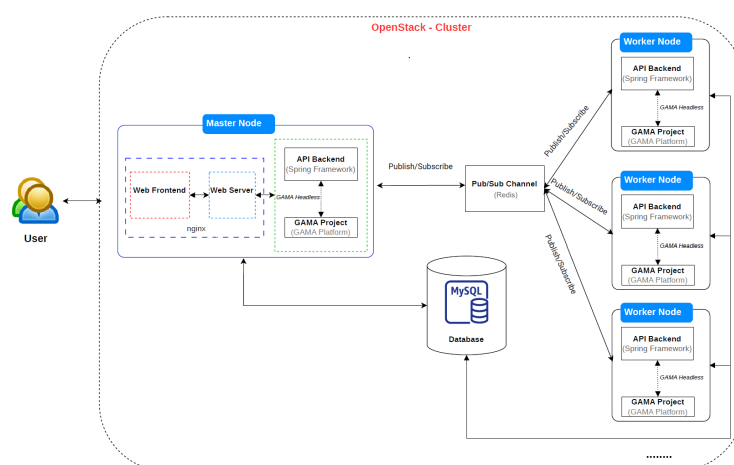 OpenStack - Cluster
Worker Node
API Backend
(Spring Framework)
GAMA Headless
GAMA Project
(GAMA Platform)
Master Node
API Backend
(Spring Framework)
Web Frontend
Web Server
GAMA Headless
nginx
GAMA Project
(GAMA Platform)
Publish/Subscribe
Pub/Sub Channel
(Redis)
Publish/Subscribe
Publish/Subscribe
Publish/Subscribe
Worker Node
API Backend
(Spring Framework)
GAMA Headless
GAMA Project
(GAMA Platform)
User
MySQL
Database
Worker Node
API Backend
(Spring Framework)
GAMA Headless
GAMA Project
(GAMA Platform)
........